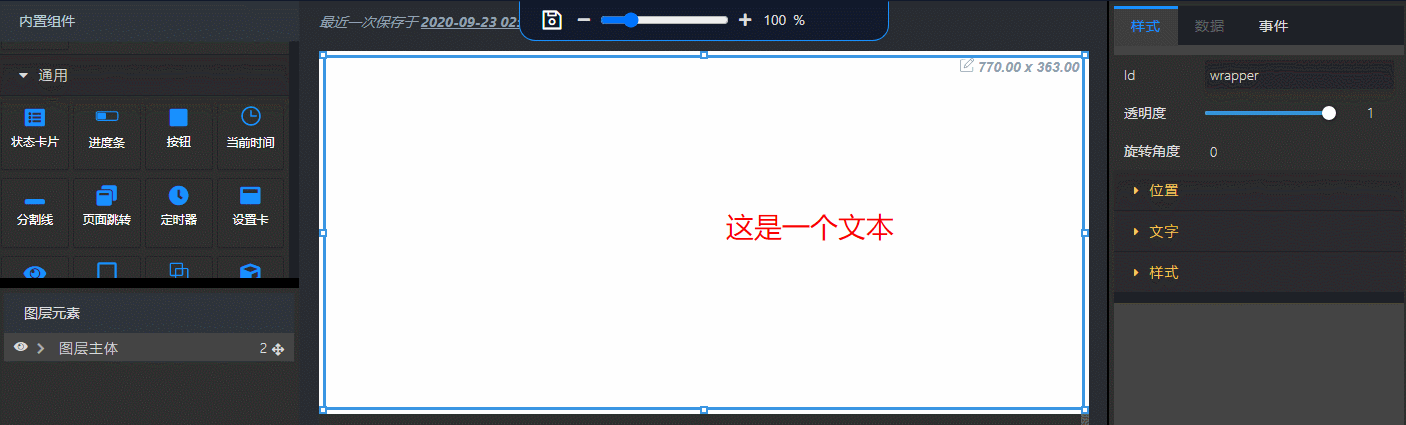 内置组件
通用
状态卡片 进度条 按钮 当前时间
分割线 页面跳转 定时器 设置卡
图层元素
图层主体 2
最近一次保存于 2020-09-23 02:
100 %
770.00 x 363.00
这是一个文本
样式 数据 事件
Id wrapper
透明度 1
旋转角度 0
位置
文字
样式